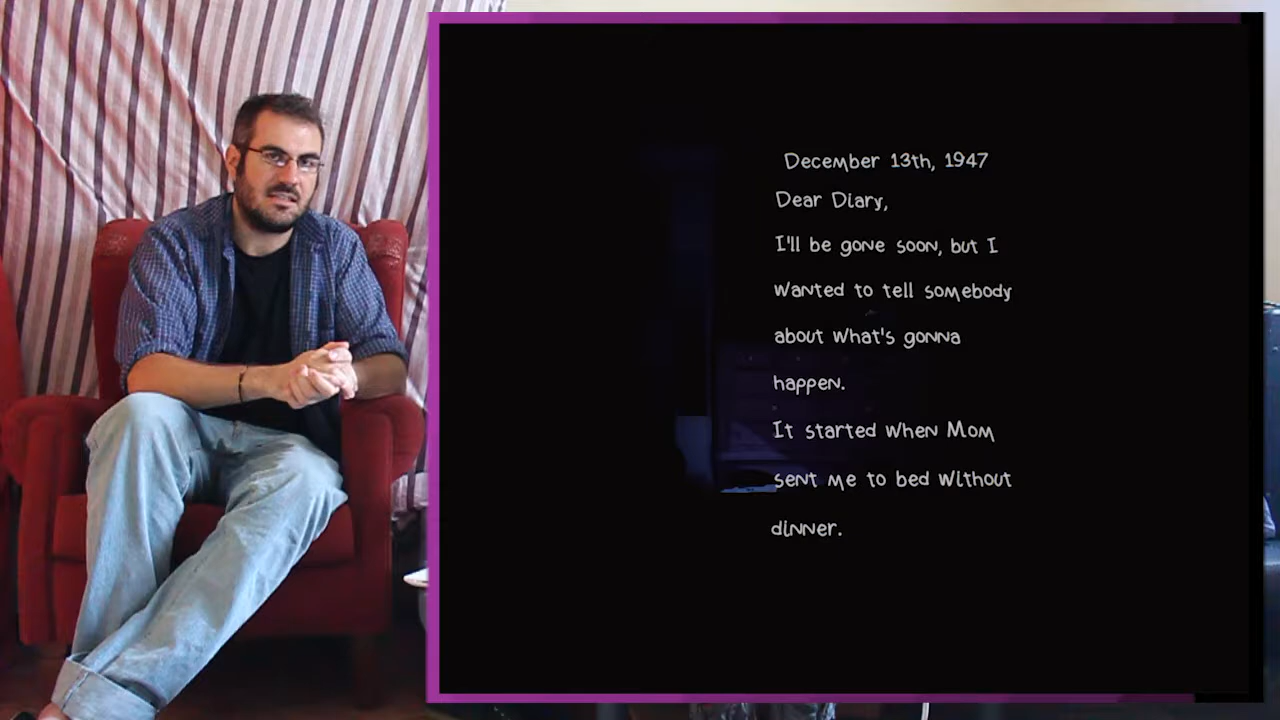 December 13th, 1947
Dear Diary,
I'll be gone soon, but I
wanted to tell somebody
about what's gonna
happen.
It started when Mom
sent me to bed without
dinner.